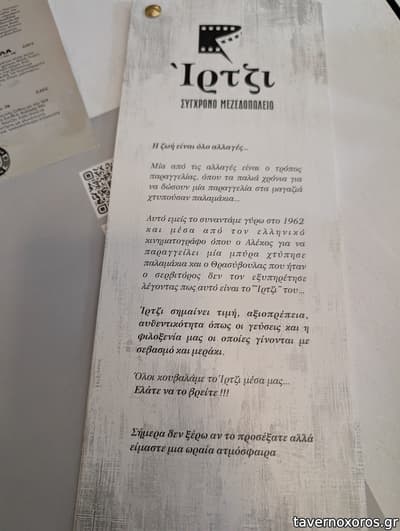 Ίρτζι
ΣΥΓΧΡΟΝΟ ΜΕΖΕΔΟΠΩΛΕΙΟ
Η ζωή είναι όλο αλλαγές...
Μία από τις αλλαγές είναι ο τρόπος
παραγγελίας, όπου τα παλιά χρόνια για
να δώσουν μία παραγγελία στα μαγαζιά
χτυπούσαν παλαμάκια...
Αυτό εμείς το συναντάμε γύρω στο 1962
και μέσα από τον ελληνικό
κινηματογράφο όπου ο Αλέκος για να
παραγγείλει μία μπύρα χτύπησε
παλαμάκια και ο Θρασύβουλας που ήταν
ο σερβιτόρος δεν τον εξυπηρέτησε
λέγοντας πως αυτό είναι το "Ίρτζι" του...
Ίρτζι σημαίνει τιμή, αξιοπρέπεια,
αυθεντικότητα όπως οι γεύσεις και η
φιλοξενία μας οι οποίες γίνονται με
σεβασμό και μεράκι.
Όλοι κουβαλάμε το Ίρτζι μέσα μας...
Ελάτε να το βρείτε !!!
Σήμερα δεν ξέρω αν το προσέξατε αλλά
είμαστε μια ωραία ατμόσφαιρα
tavernoxoros.gr